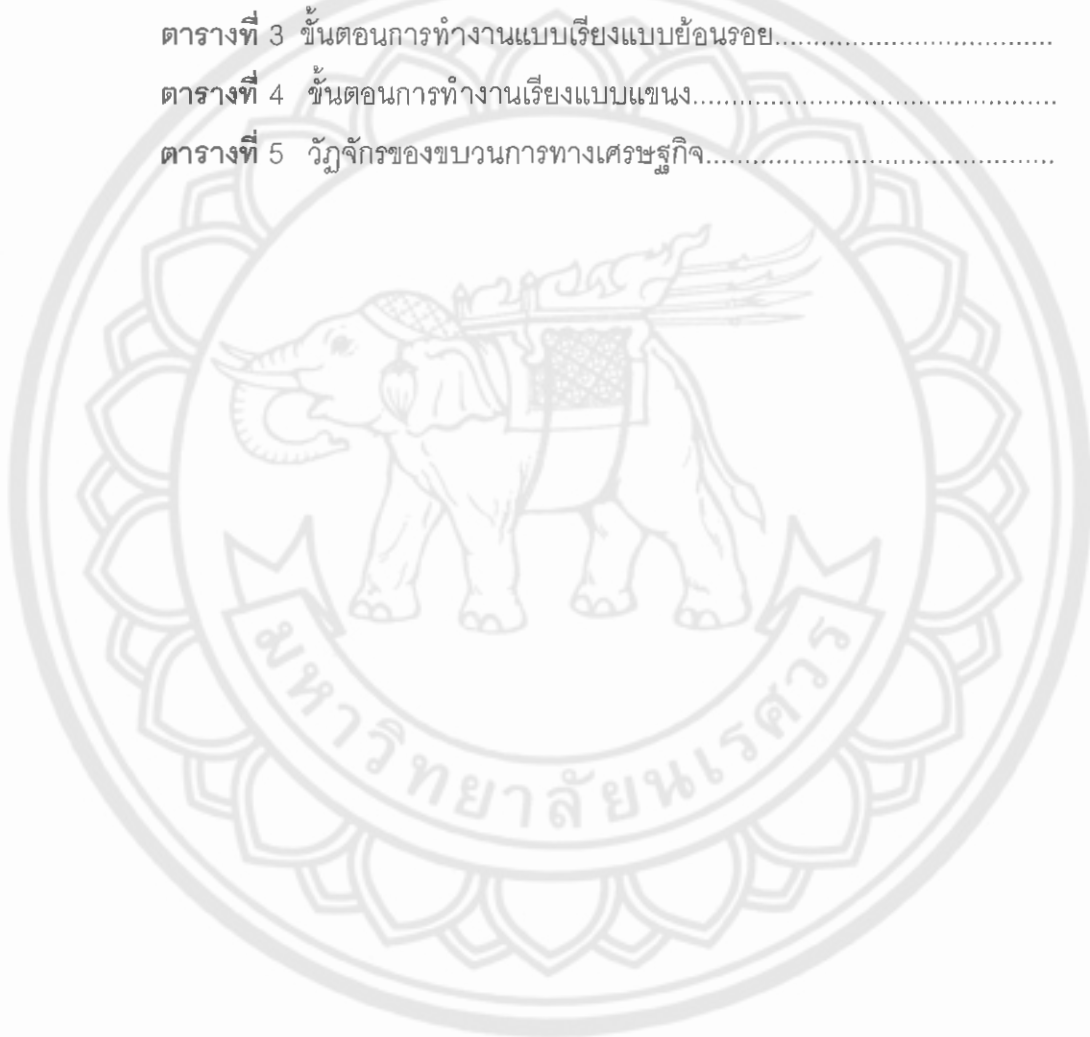 ตารางที่ 3 ขั้นตอนการทำงานแบบเรียงแบบย้อนรอย....................................
ตารางที่ 4 ขั้นตอนการทำงานเรียงแบบแขนง..............................................
ตารางที่ 5 วัฏจักรของขบวนการทางเศรษฐกิจ............................................
มหาวิทยาลัยนเรศวร